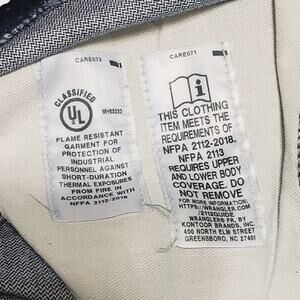 CARE073
CLASSIFIED
UL
MH63232
FLAME RESISTANT
GARMENT FOR
PROTECTION OF
INDUSTRIAL
PERSONNEL AGAINST
SHORT-DURATION
THERMAL EXPOSURES
FROM FIRE IN
ACCORDANCE WITH
NFPA 2112-2018.
CARE071
THIS CLOTHING
ITEM MEETS THE
REQUIREMENTS OF
NFPA 2112-2018.
NFPA 2113
REQUIRES UPPER
AND LOWER BODY
COVERAGE. DO
NOT REMOVE
FOR MORE INFORMATION:
HTTPS://WRANGLER.COM
/2112GUIDE
WRANGLER FR. BY
KONTOOR BRANDS, INC
400 NORTH ELM STREET
GREENSBORO, NC 27401